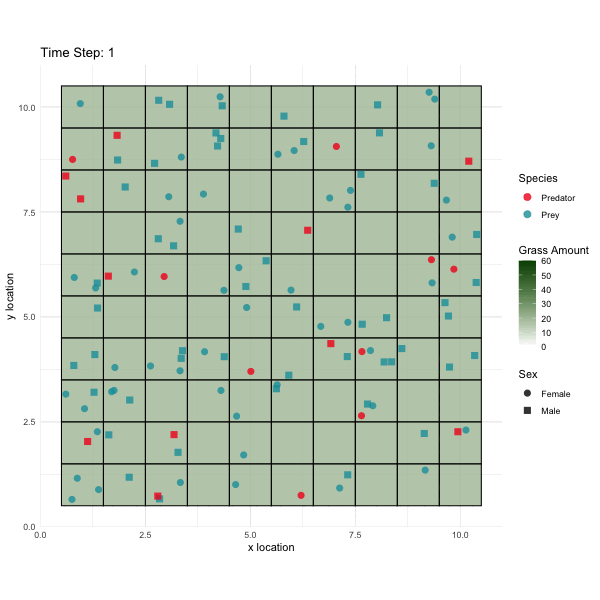 Time Step: 1
10.0
7.5
5.0
2.5
0.0
y location
0.0 2.5 5.0 7.5 10.0
x location
Species
Predator
Prey
Grass Amount
60
50
40
30
20
10
0
Sex
Female
Male